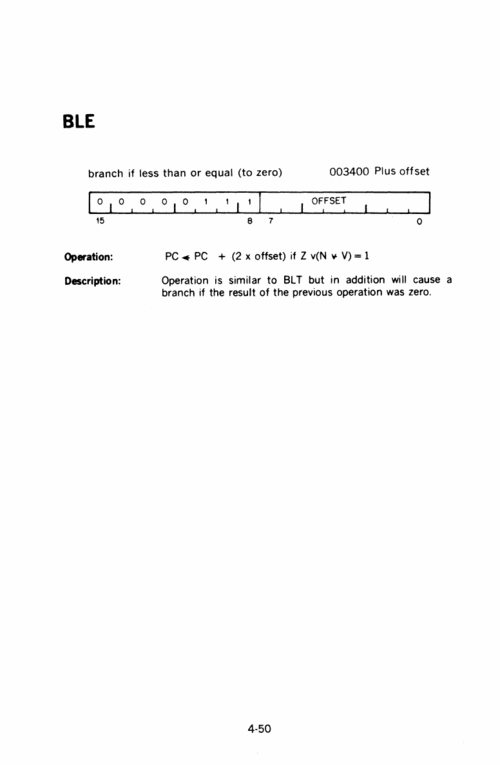 BLE
branch if less than or equal (to zero) 003400 Plus offset
0 0 0 0 0 1 1 1 OFFSET
15 8 7 0
Operation: PC ← PC + (2 x offset) if Z v(N ⊻ V) = 1
Description: Operation is similar to BLT but in addition will cause a
branch if the result of the previous operation was zero.
4-50